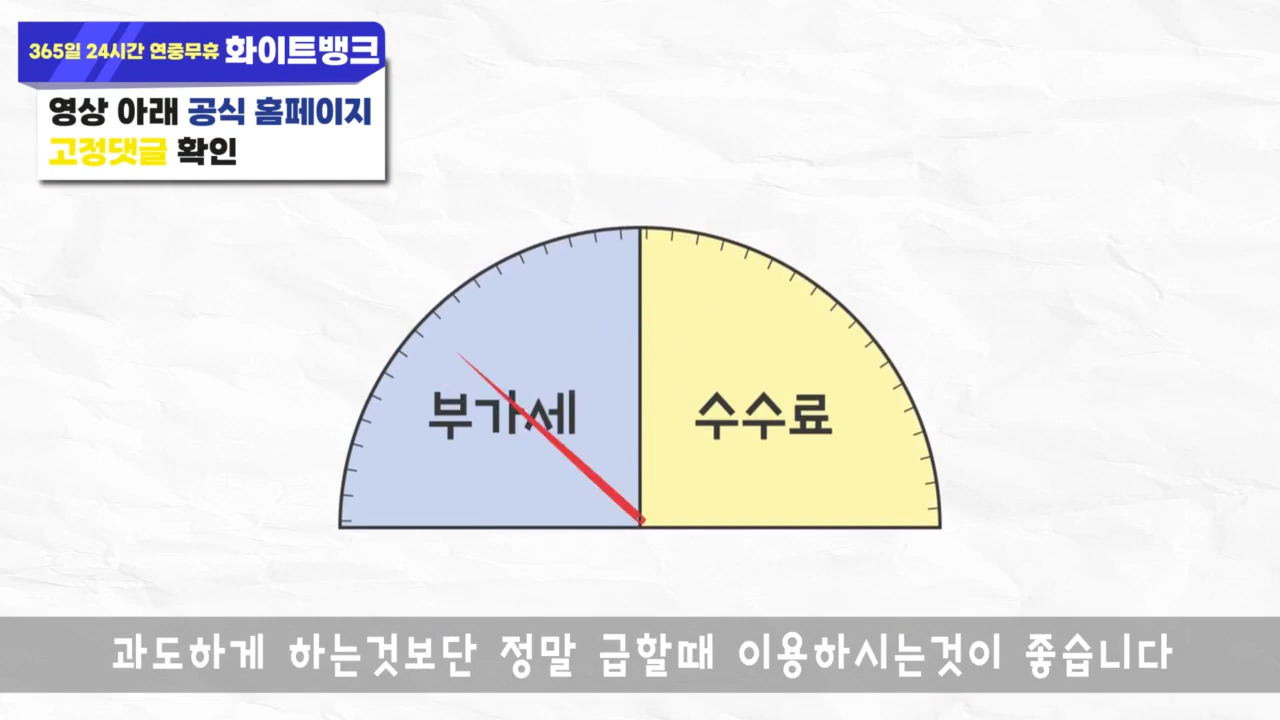 365일 24시간 연중무휴 화이트뱅크
영상 아래 공식 홈페이지
고정댓글 확인
부가세
수수료
과도하게 하는것보단 정말 급할때 이용하시는것이 좋습니다